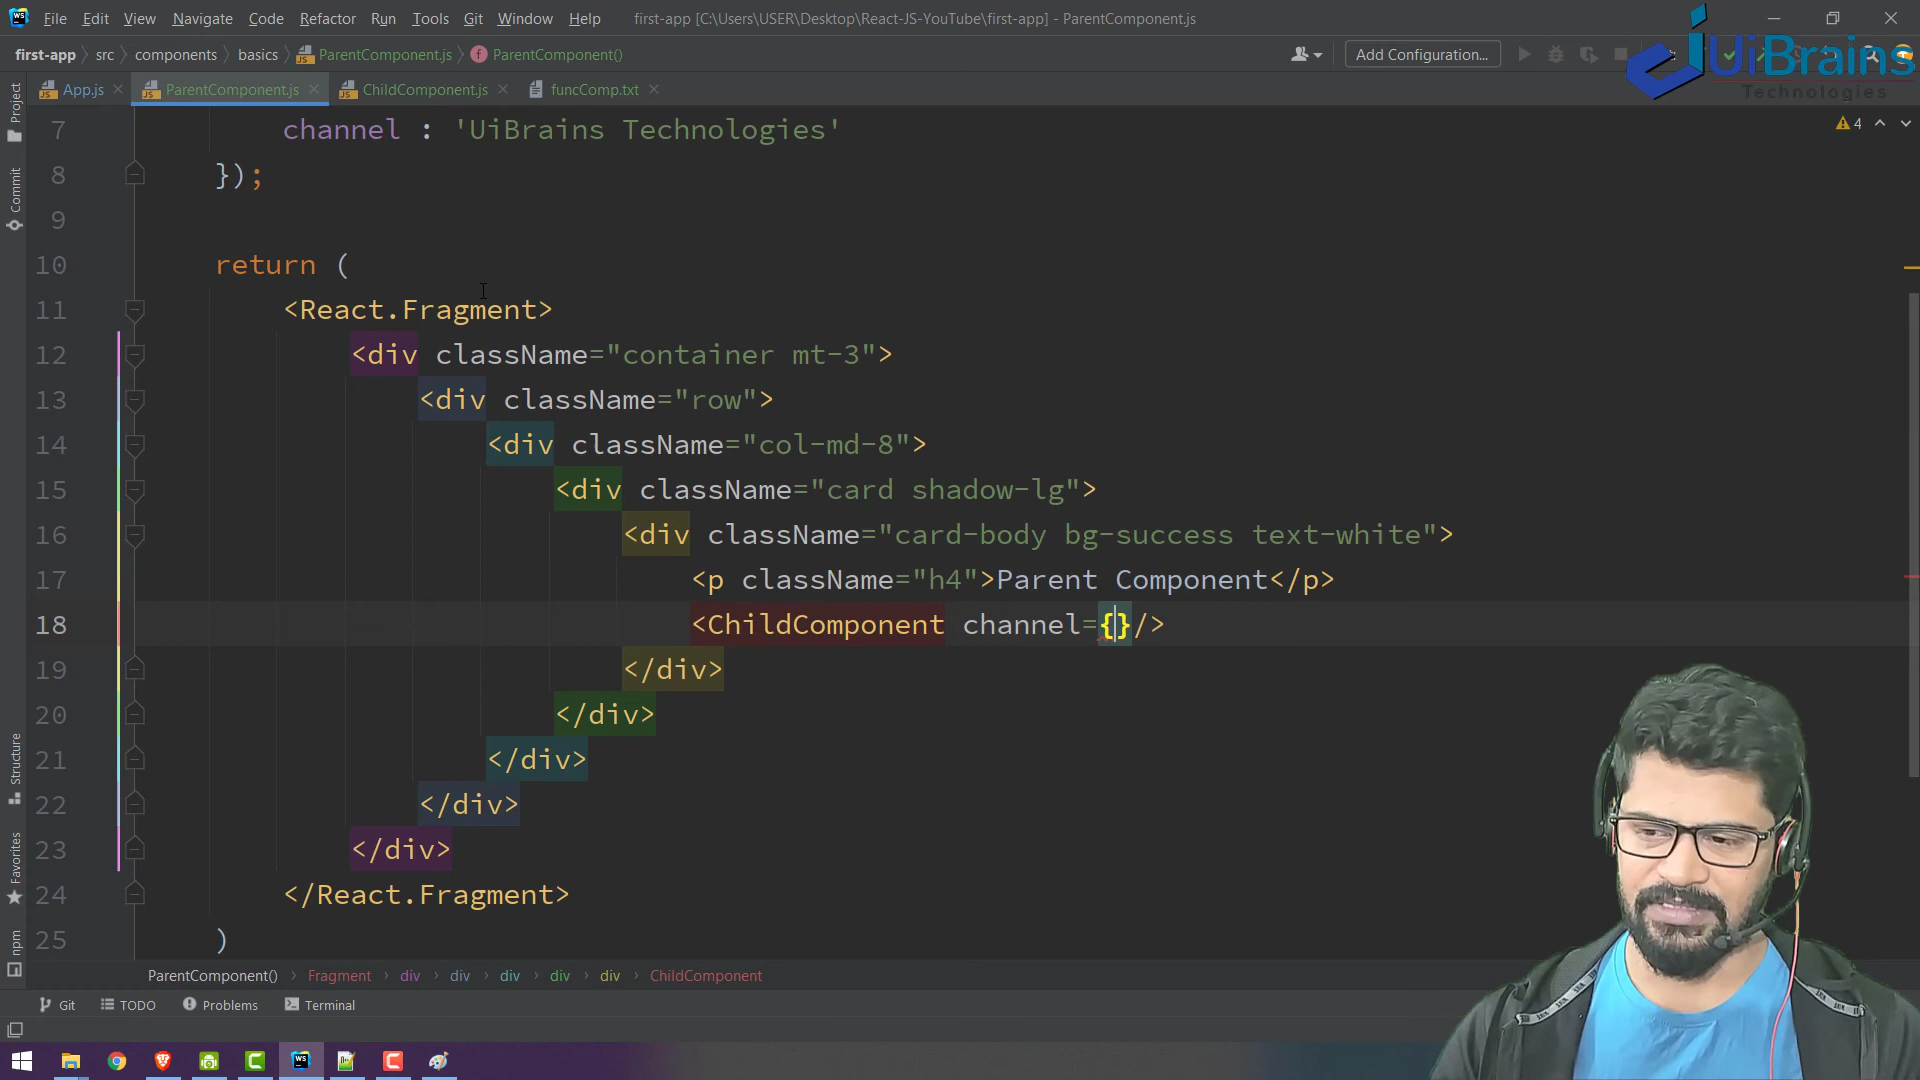 File Edit View Navigate Code Refactor Run Tools Git Window Help first-app [C:\Users\USER\Desktop\React-JS-YouTube\first-app] - ParentComponent.js
first-app src components basics ParentComponent.js ParentComponent() Add Configuration...
UiBrains
Technologies
App.js ParentComponent.js ChildComponent.js funcComp.txt
4
Project
Commit
Structure
Favorites
npm
7 channel : 'UiBrains Technologies'
8 });
9
10 return (
11 <React.Fragment>
12 <div className="container mt-3">
13 <div className="row">
14 <div className="col-md-8">
15 <div className="card shadow-lg">
16 <div className="card-body bg-success text-white">
17 <p className="h4">Parent Component</p>
18 <ChildComponent channel={}/>
19 </div>
20 </div>
21 </div>
22 </div>
23 </div>
24 </React.Fragment>
25 )
ParentComponent() Fragment div div div div div ChildComponent
Git TODO Problems Terminal